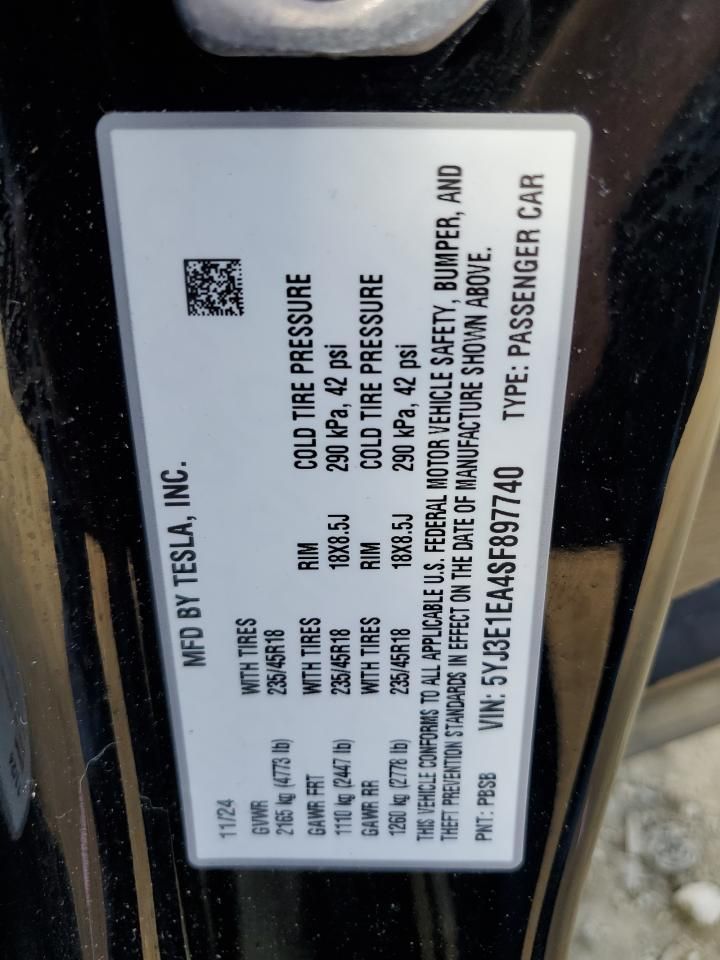 MFD BY TESLA, INC.
11/24
GVWR WITH TIRES
2165 kg (4773 lb) 235/45R18
GAWR FRT WITH TIRES RIM COLD TIRE PRESSURE
1110 kg (2447 lb) 235/45R18 18X8.5J 290 kPa, 42 psi
GAWR RR WITH TIRES RIM COLD TIRE PRESSURE
1260 kg (2778 lb) 235/45R18 18X8.5J 290 kPa, 42 psi
THIS VEHICLE CONFORMS TO ALL APPLICABLE U.S. FEDERAL MOTOR VEHICLE SAFETY, BUMPER, AND
THEFT PREVENTION STANDARDS IN EFFECT ON THE DATE OF MANUFACTURE SHOWN ABOVE.
PNT: PBSB VIN: 5YJ3E1EA4SF897740 TYPE: PASSENGER CAR